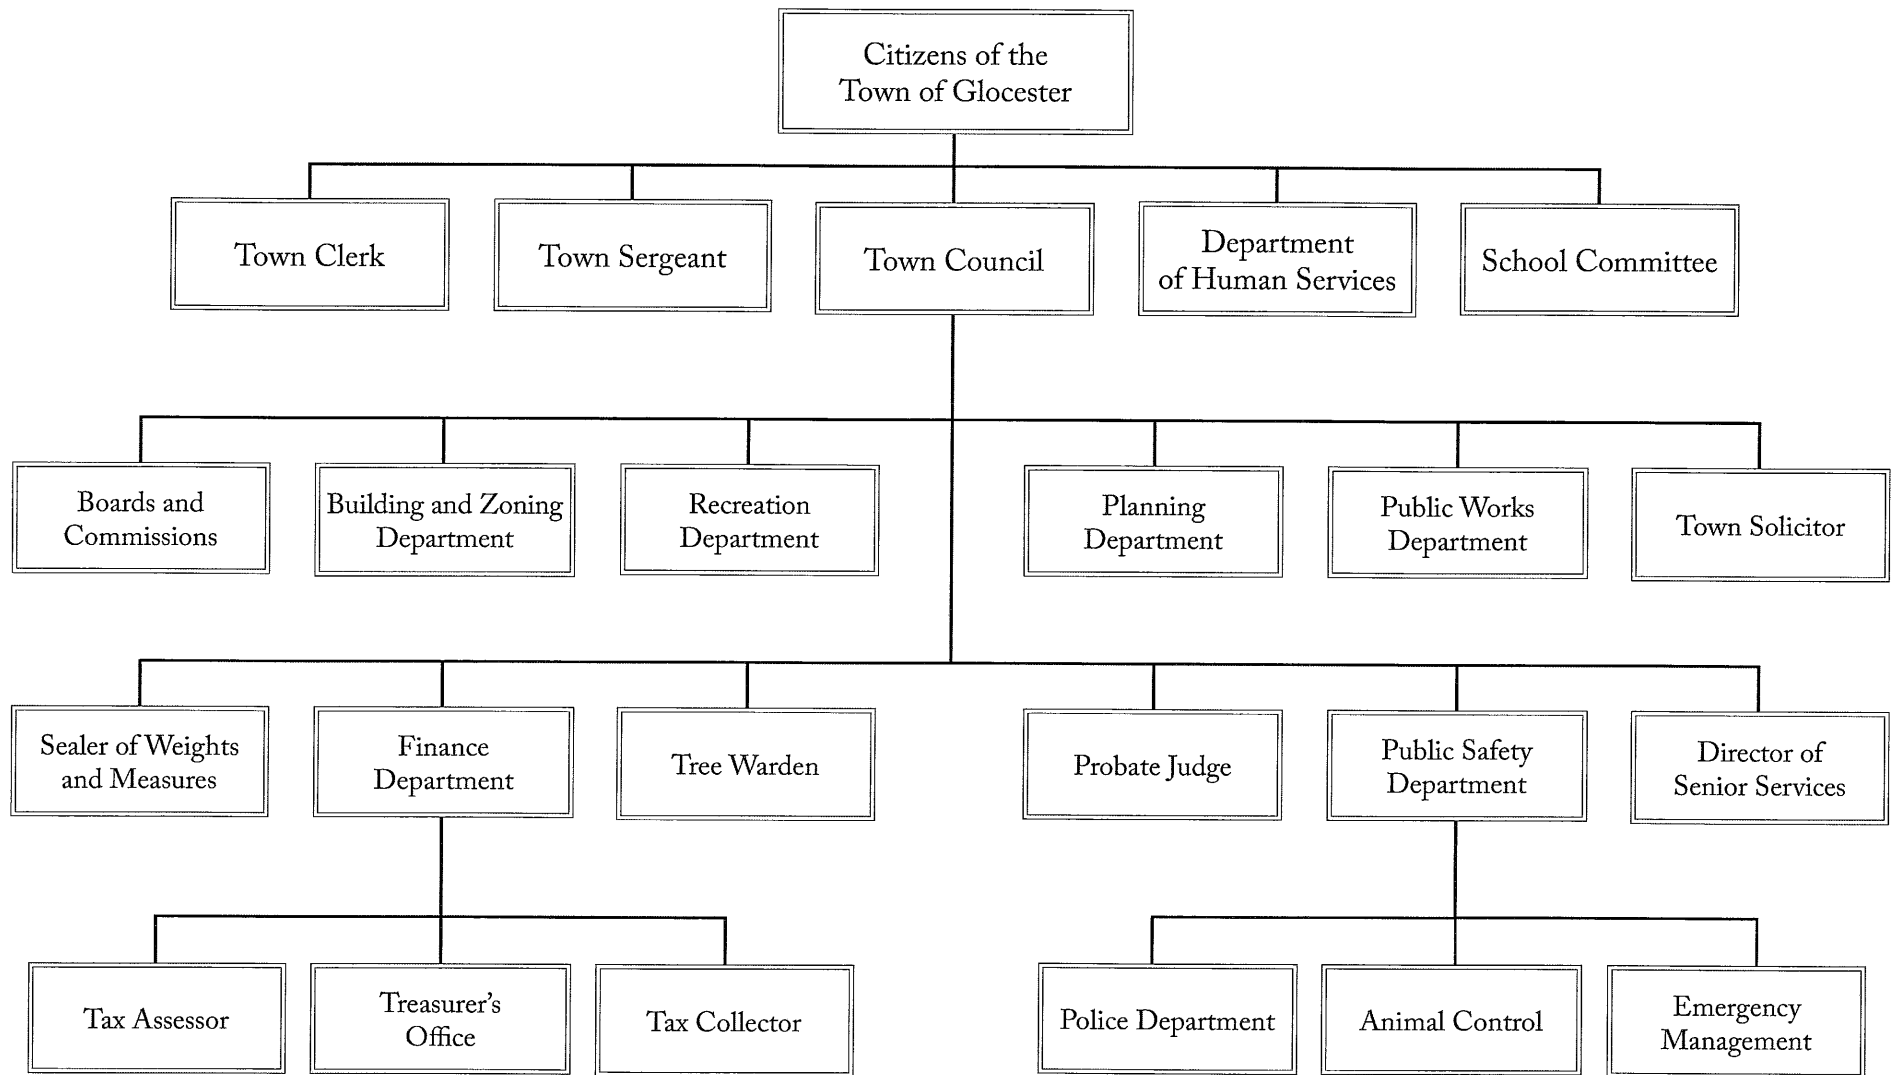 Citizens of the
Town of Glocester
Town Clerk
Town Sergeant
Town Council
Department
of Human Services
School Committee
Boards and
Commissions
Building and Zoning
Department
Recreation
Department
Planning
Department
Public Works
Department
Town Solicitor
Sealer of Weights
and Measures
Finance
Department
Tree Warden
Probate Judge
Public Safety
Department
Director of
Senior Services
Tax Assessor
Treasurer's
Office
Tax Collector
Police Department
Animal Control
Emergency
Management